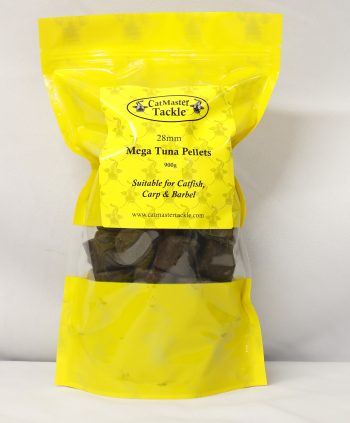 CatMaster
Tackle
28mm
Mega Tuna Pellets
900g
Suitable for Catfish,
Carp & Barbel
www.catmastertackle.com